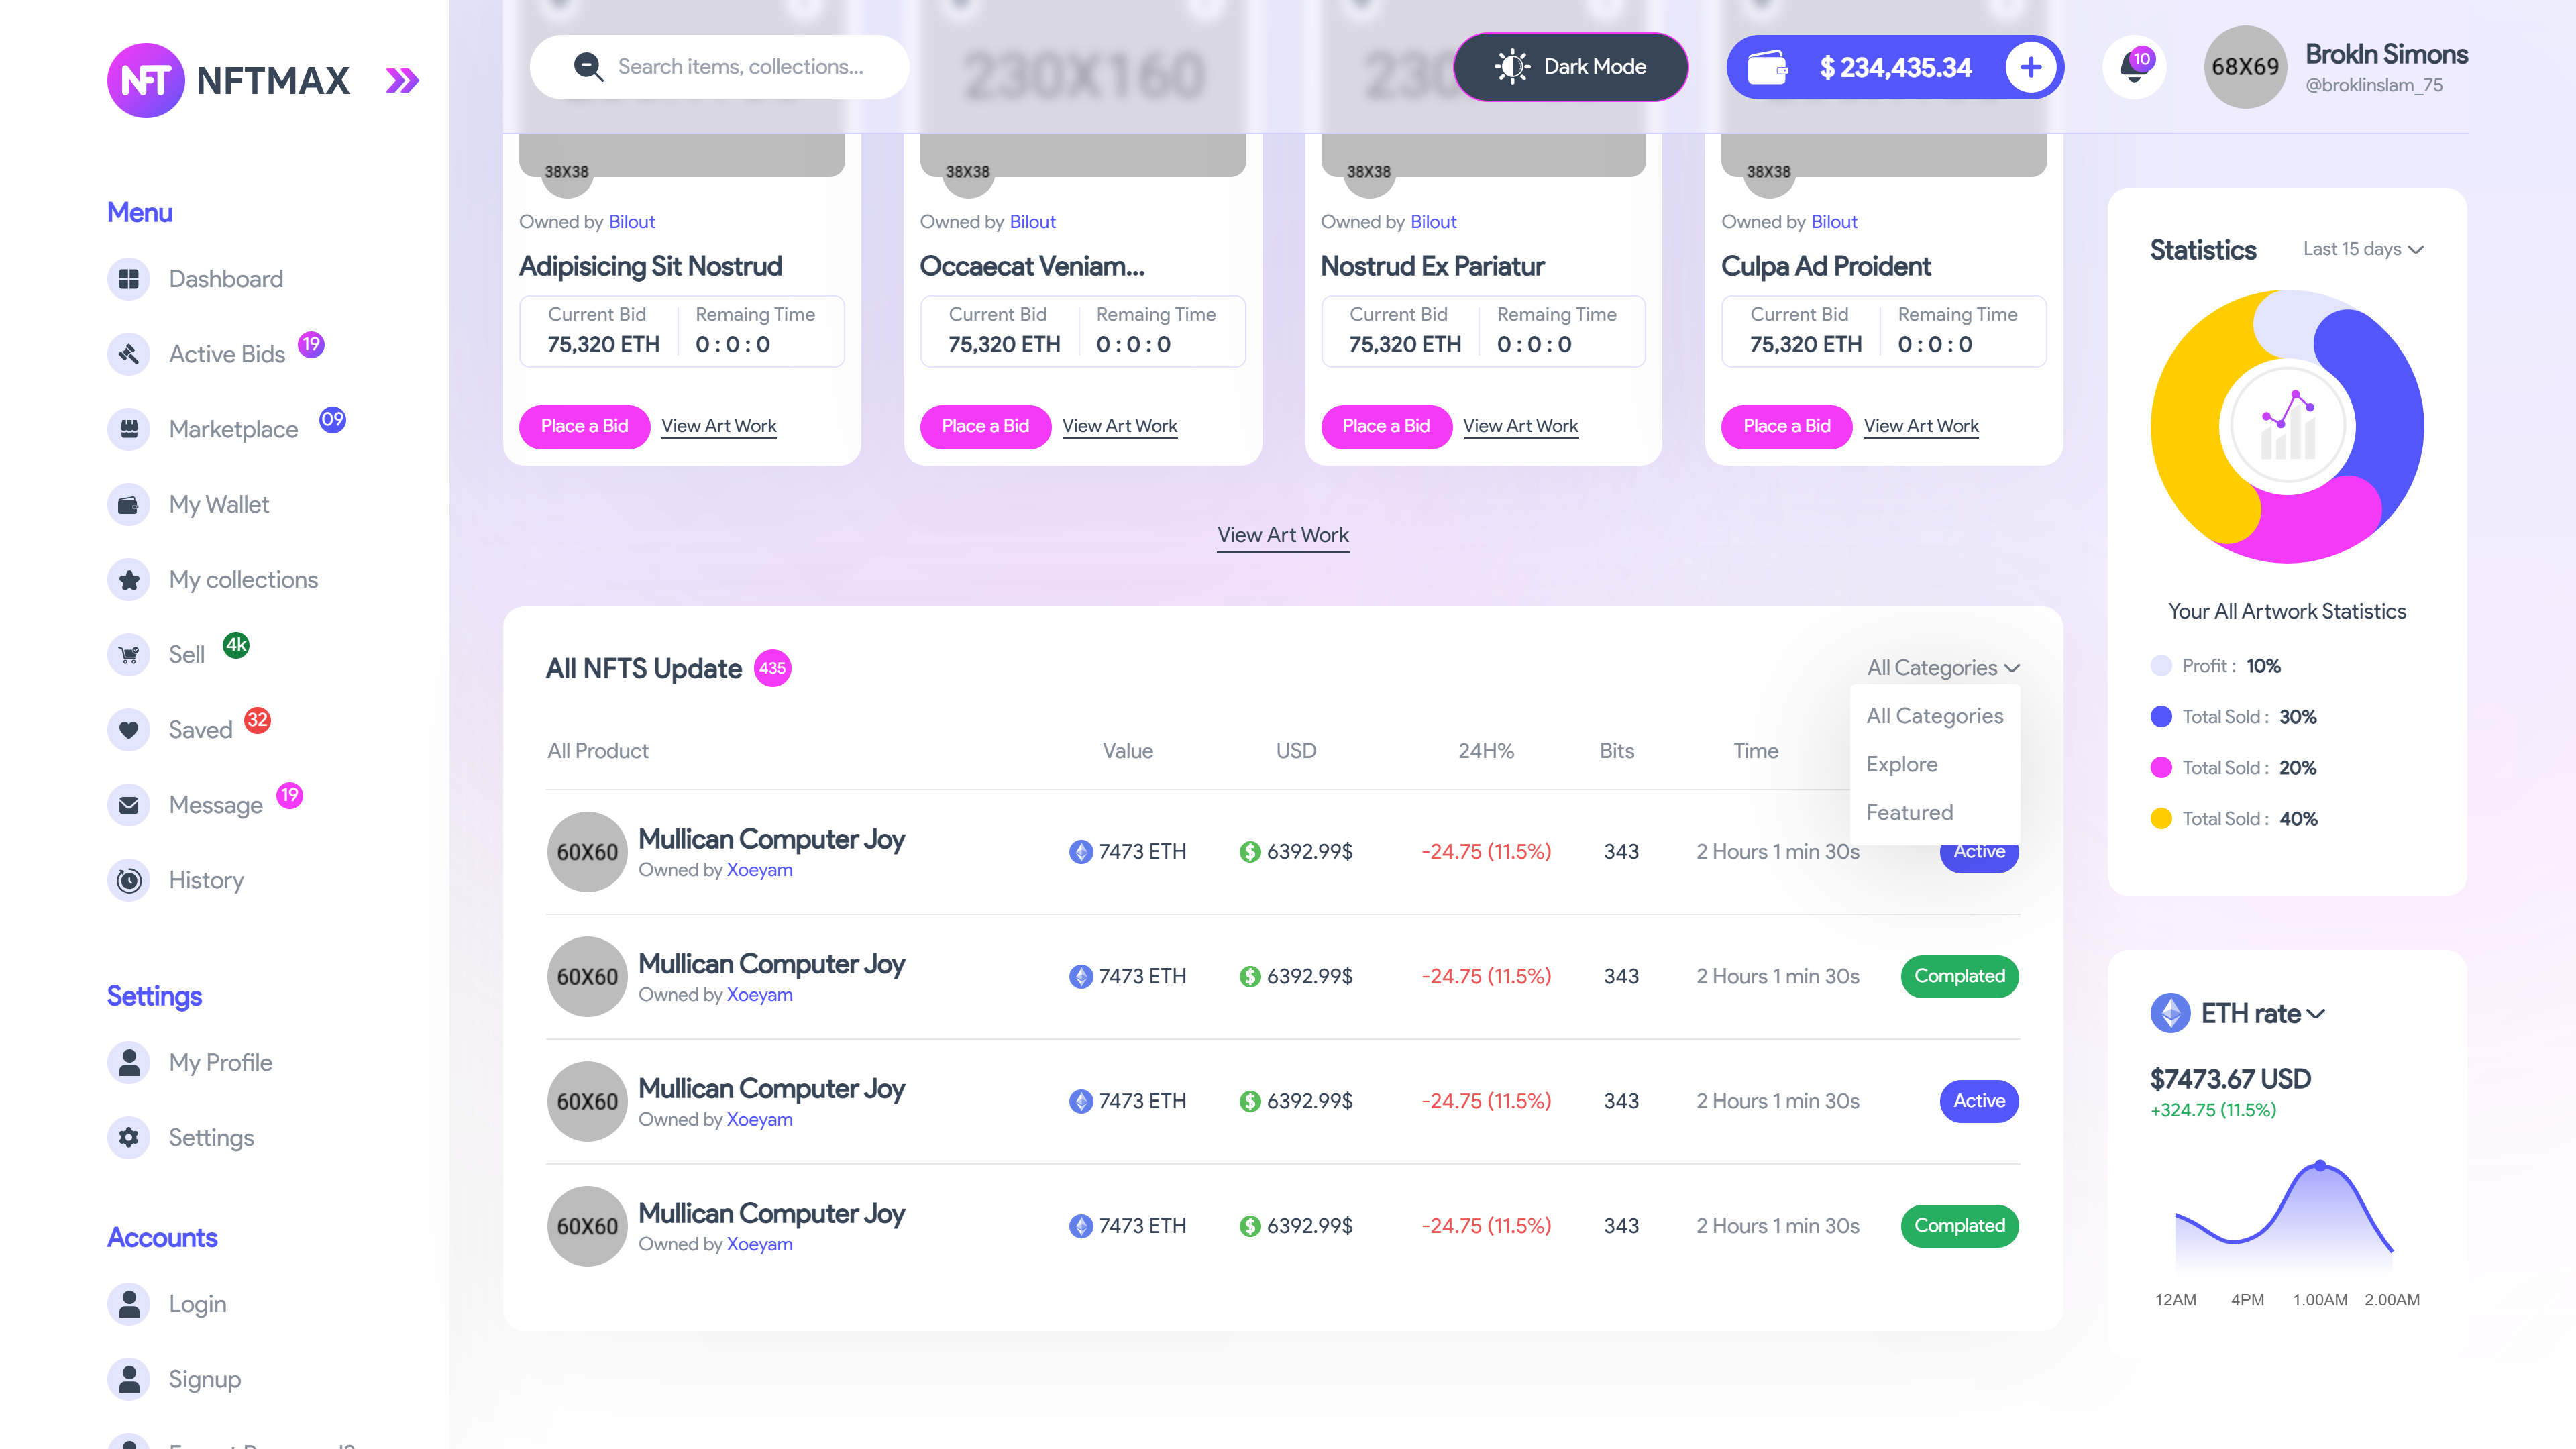 NFT NFTMAX
Search items, collections...
Dark Mode
$ 234,435.34
10
68X69
Brokln Simons
@broklinslam_75
Menu
Dashboard
Active Bids 19
Marketplace 09
My Wallet
My collections
Sell 4k
Saved 32
Message 19
History
Settings
My Profile
Settings
Accounts
Login
Signup
230X160
38X38
Owned by Bilout
Adipisicing Sit Nostrud
Current Bid Remaing Time
75,320 ETH 0 : 0 : 0
Place a Bid View Art Work
38X38
Owned by Bilout
Occaecat Veniam...
Current Bid Remaing Time
75,320 ETH 0 : 0 : 0
Place a Bid View Art Work
38X38
Owned by Bilout
Nostrud Ex Pariatur
Current Bid Remaing Time
75,320 ETH 0 : 0 : 0
Place a Bid View Art Work
38X38
Owned by Bilout
Culpa Ad Proident
Current Bid Remaing Time
75,320 ETH 0 : 0 : 0
Place a Bid View Art Work
View Art Work
All NFTS Update 435
All Categories
All Categories
Explore
Featured
All Product Value USD 24H% Bits Time
60X60 Mullican Computer Joy 7473 ETH 6392.99$ -24.75 (11.5%) 343 2 Hours 1 min 30s Active
Owned by Xoeyam
60X60 Mullican Computer Joy 7473 ETH 6392.99$ -24.75 (11.5%) 343 2 Hours 1 min 30s Complated
Owned by Xoeyam
60X60 Mullican Computer Joy 7473 ETH 6392.99$ -24.75 (11.5%) 343 2 Hours 1 min 30s Active
Owned by Xoeyam
60X60 Mullican Computer Joy 7473 ETH 6392.99$ -24.75 (11.5%) 343 2 Hours 1 min 30s Complated
Owned by Xoeyam
Statistics Last 15 days
Your All Artwork Statistics
Profit : 10%
Total Sold : 30%
Total Sold : 20%
Total Sold : 40%
ETH rate
$7473.67 USD
+324.75 (11.5%)
12AM 4PM 1.00AM 2.00AM